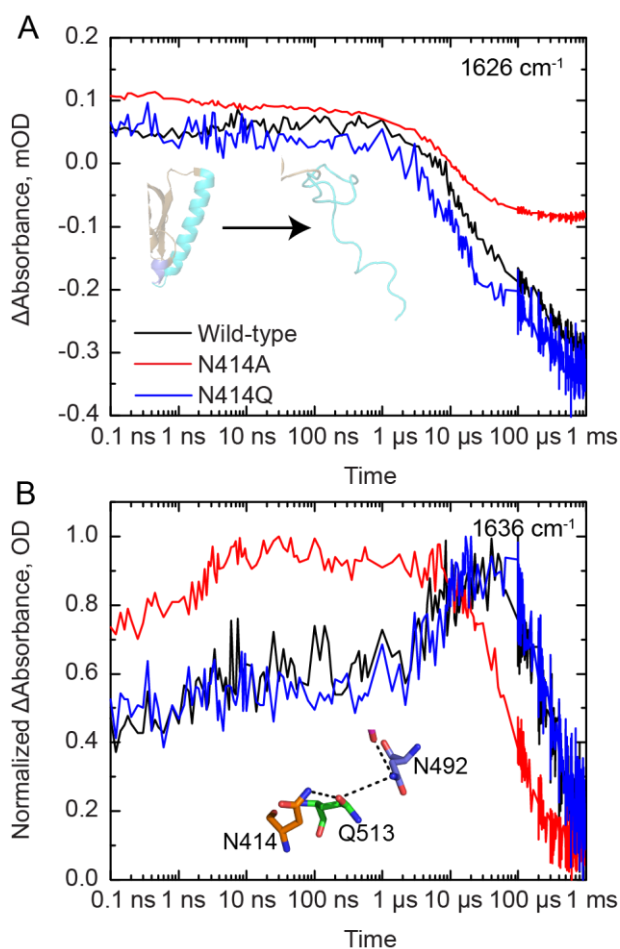 A
0.2
0.1
0.0
-0.1
-0.2
-0.3
-0.4
ΔAbsorbance, mOD
1626 cm⁻¹
Wild-type
N414A
N414Q
0.1 ns 1 ns 10 ns 100 ns 1 µs 10 µs 100 µs 1 ms
Time
B
1.0
0.8
0.6
0.4
0.2
0.0
Normalized ΔAbsorbance, OD
1636 cm⁻¹
N492
N414
Q513
0.1 ns 1 ns 10 ns 100 ns 1 µs 10 µs 100 µs 1 ms
Time